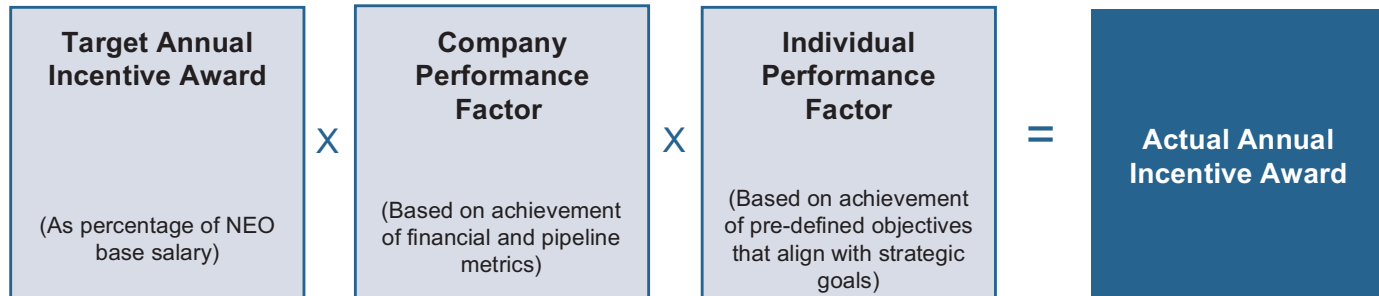 Target Annual
Incentive Award
(As percentage of NEO
base salary)
X
Company
Performance
Factor
(Based on achievement
of financial and pipeline
metrics)
X
Individual
Performance
Factor
(Based on achievement
of pre-defined objectives
that align with strategic
goals)
=
Actual Annual
Incentive Award